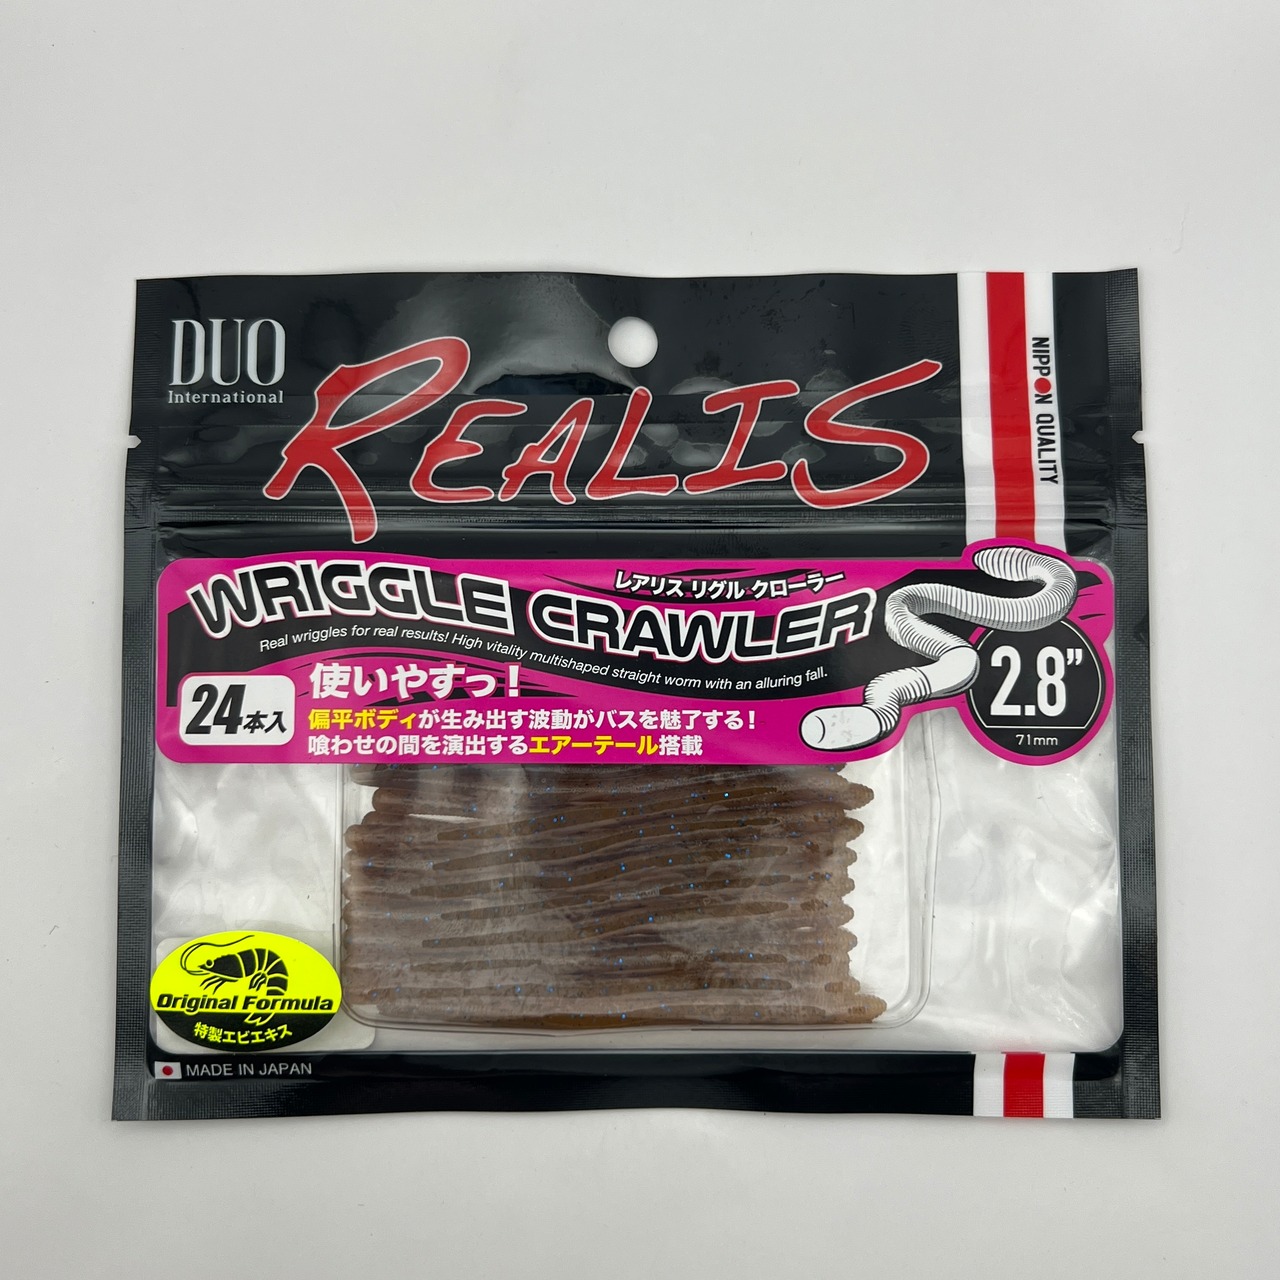 DUO
International
REALIS
NIPPON QUALITY
レアリス リグル クローラー
WRIGGLE CRAWLER
Real wriggles for real results! High vitality multishaped straight worm with an alluring fall.
2.8”
71mm
24本入
使いやすっ!
偏平ボディが生み出す波動がバスを魅了する!
喰わせの間を演出するエアーテール搭載
Original Formula
特製エビエキス
MADE IN JAPAN